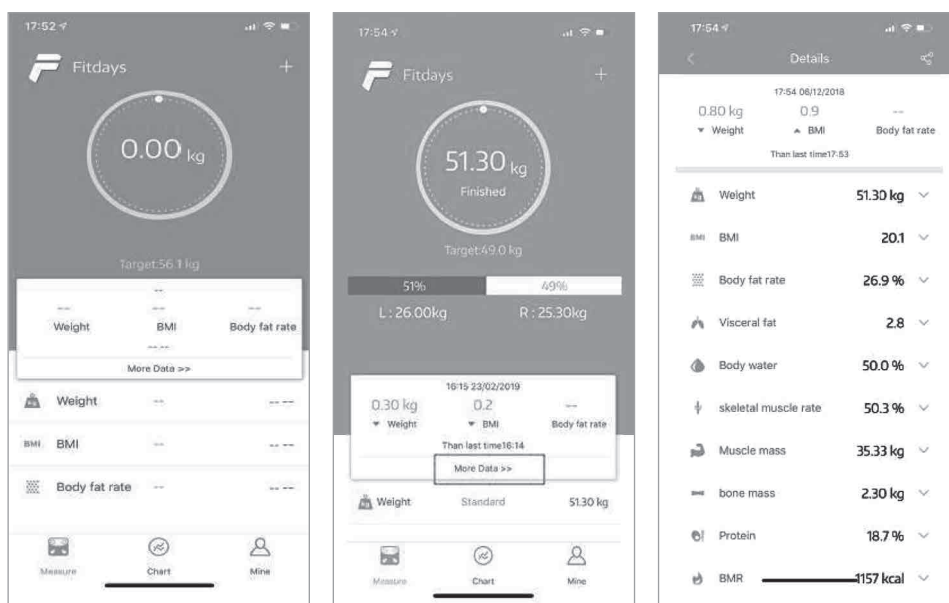 17:52
Fitdays
+
0.00 kg
Target:56.1 kg
--
-- -- --
Weight BMI Body fat rate
-- --
More Data >>
Weight -- -- --
BMI BMI -- -- --
Body fat rate -- -- --
Measure Chart Mine
17:54
Fitdays
+
51.30 kg
Finished
Target:49.0 kg
51% 49%
L : 26.00kg R : 25.30kg
16:15 23/02/2019
0.30 kg 0.2 --
Weight BMI Body fat rate
Than last time16:14
More Data >>
Weight Standard 51.30 kg
Measure Chart Mine
17:54
Details
17:54 06/12/2018
0.80 kg 0.9 --
Weight BMI Body fat rate
Than last time17:53
Weight 51.30 kg
BMI BMI 20.1
Body fat rate 26.9 %
Visceral fat 2.8
Body water 50.0 %
skeletal muscle rate 50.3 %
Muscle mass 35.33 kg
bone mass 2.30 kg
Protein 18.7 %
BMR 1157 kcal